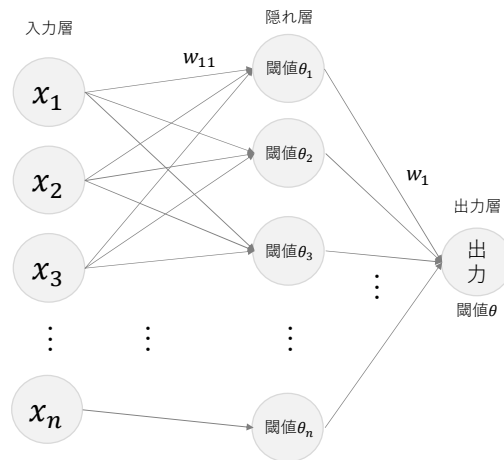 入力層
x₁
x₂
x₃
⋮
xₙ
w₁₁
⋮
隠れ層
閾値θ₁
閾値θ₂
閾値θ₃
⋮
閾値θₙ
w₁
⋮
出力層
出
力
閾値θ